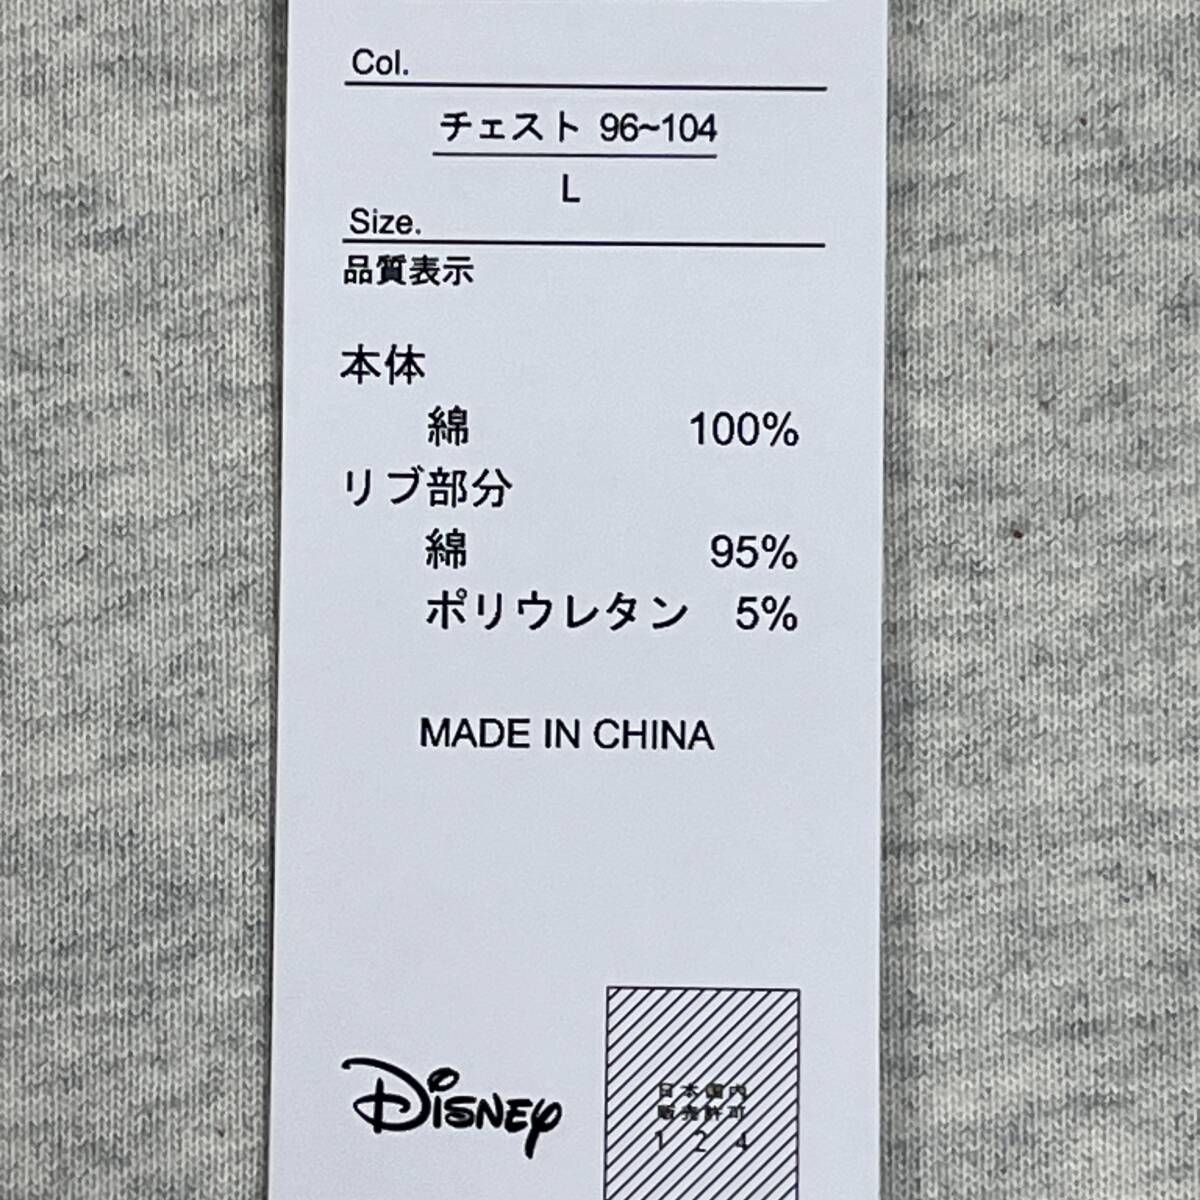 Col.
チェスト 96~104
L
Size.
品質表示
本体
綿 100%
リブ部分
綿 95%
ポリウレタン 5%
MADE IN CHINA
Disney
日本国内
販売許可
1 2 4